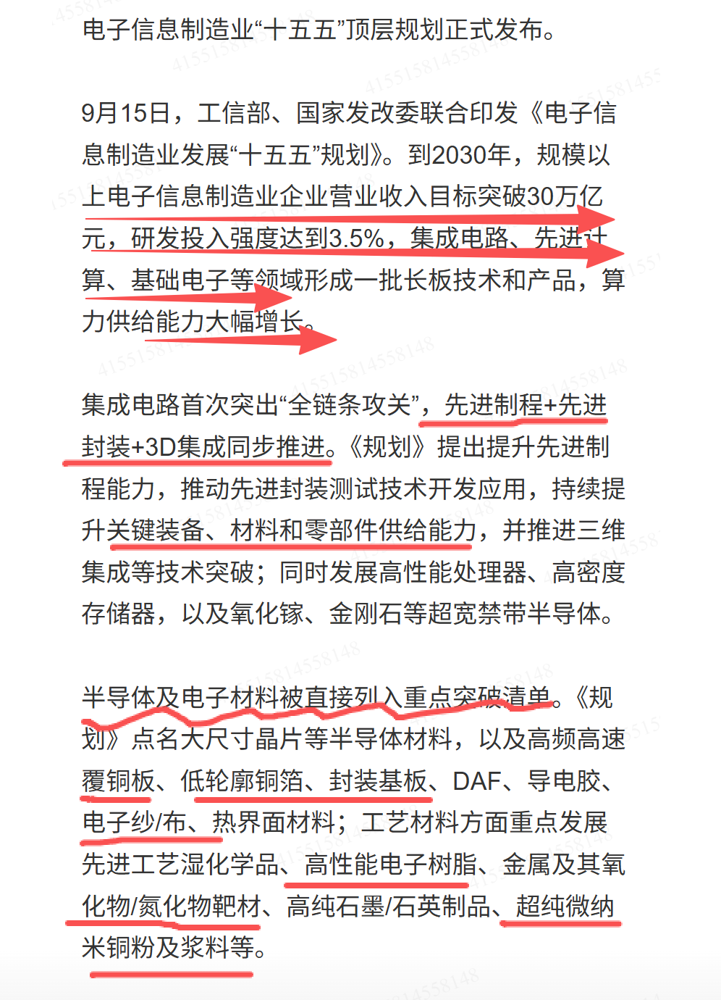 电子信息制造业“十五五”顶层规划正式发布。
9月15日，工信部、国家发改委联合印发《电子信
息制造业发展“十五五”规划》。到2030年，规模以
上电子信息制造业企业营业收入目标突破30万亿
元，研发投入强度达到3.5%，集成电路、先进计
算、基础电子等领域形成一批长板技术和产品，算
力供给能力大幅增长。
集成电路首次突出“全链条攻关”，先进制程+先进
封装+3D集成同步推进。《规划》提出提升先进制
程能力，推动先进封装测试技术开发应用，持续提
升关键装备、材料和零部件供给能力，并推进三维
集成等技术突破；同时发展高性能处理器、高密度
存储器，以及氧化镓、金刚石等超宽禁带半导体。
半导体及电子材料被直接列入重点突破清单。《规
划》点名大尺寸晶片等半导体材料，以及高频高速
覆铜板、低轮廓铜箔、封装基板、DAF、导电胶、
电子纱/布、热界面材料；工艺材料方面重点发展
先进工艺湿化学品、高性能电子树脂、金属及其氧
化物/氮化物靶材、高纯石墨/石英制品、超纯微纳
米铜粉及浆料等。
415515814558148